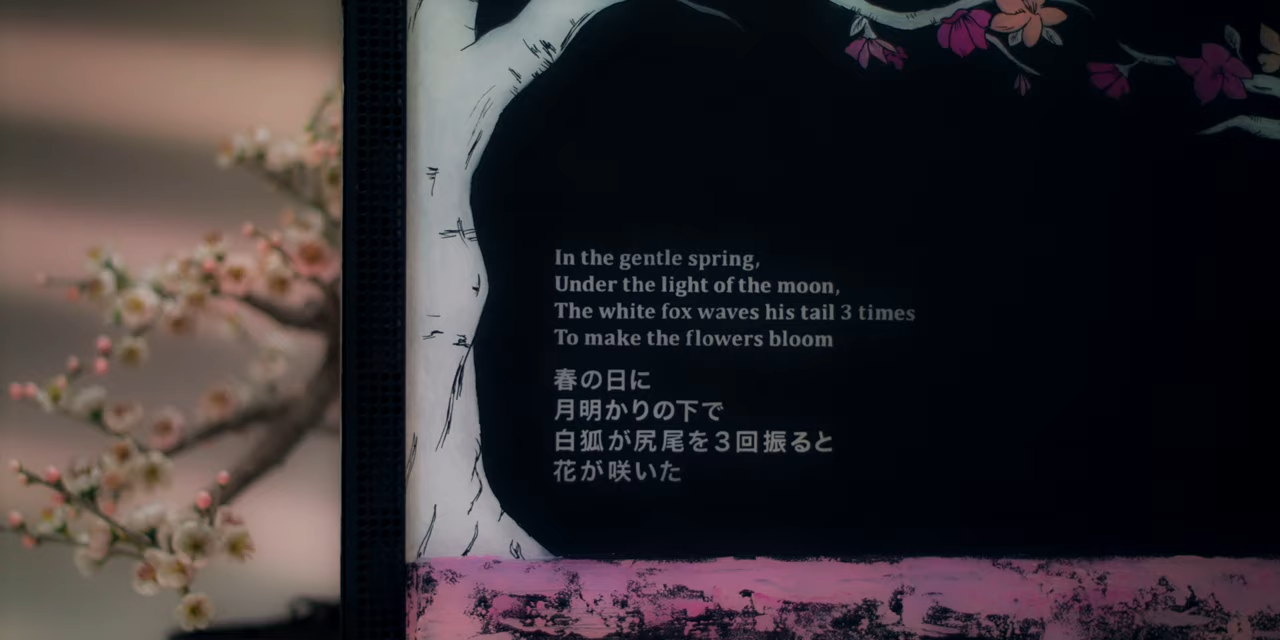 In the gentle spring,
Under the light of the moon,
The white fox waves his tail 3 times
To make the flowers bloom
春の日に
月明かりの下で
白狐が尻尾を3回振ると
花が咲いた